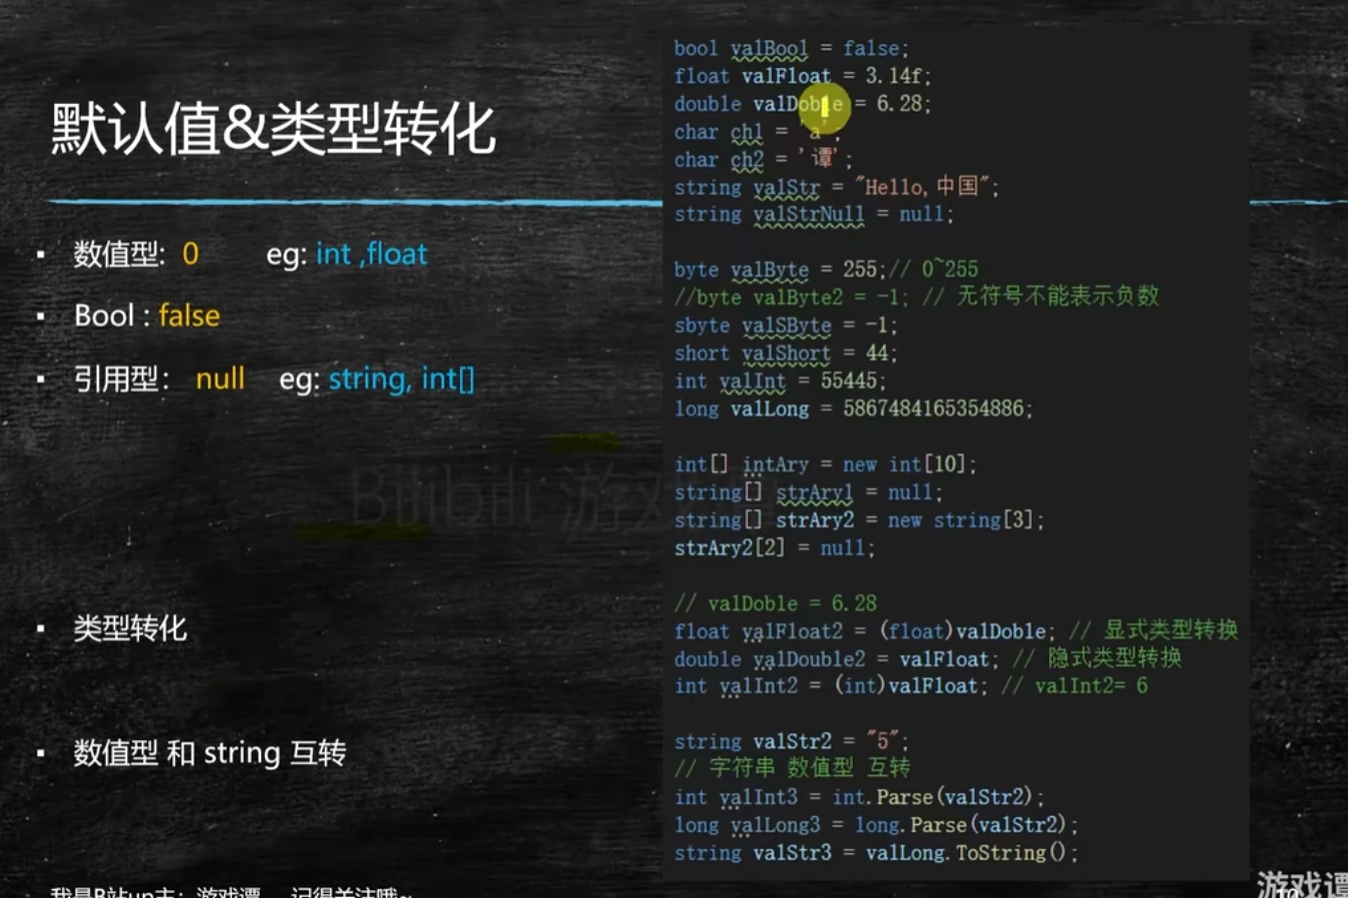 默认值&类型转化
▪ 数值型: 0 eg: int ,float
▪ Bool : false
▪ 引用型： null eg: string, int[]
▪ 类型转化
▪ 数值型 和 string 互转
bool valBool = false;
float valFloat = 3.14f;
double valDoble = 6.28;
char ch1 = 'a';
char ch2 = '谭';
string valStr = "Hello,中国";
string valStrNull = null;
byte valByte = 255;// 0~255
//byte valByte2 = -1; // 无符号不能表示负数
sbyte valSByte = -1;
short valShort = 44;
int valInt = 55445;
long valLong = 5867484165354886;
int[] intAry = new int[10];
string[] strAry1 = null;
string[] strAry2 = new string[3];
strAry2[2] = null;
// valDoble = 6.28
float valFloat2 = (float)valDoble; // 显式类型转换
double valDouble2 = valFloat; // 隐式类型转换
int valInt2 = (int)valFloat; // valInt2= 6
string valStr2 = "5";
// 字符串 数值型 互转
int valInt3 = int.Parse(valStr2);
long valLong3 = long.Parse(valStr2);
string valStr3 = valLong.ToString();
Bilibili 游戏
我是B站up主：游戏谭 记得关注哦~
游戏谭
10